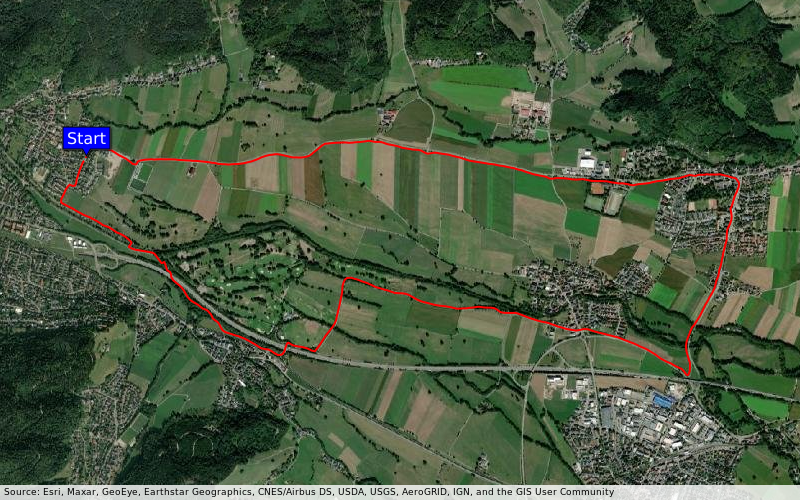 Start
Source: Esri, Maxar, GeoEye, Earthstar Geographics, CNES/Airbus DS, USDA, USGS, AeroGRID, IGN, and the GIS User Community